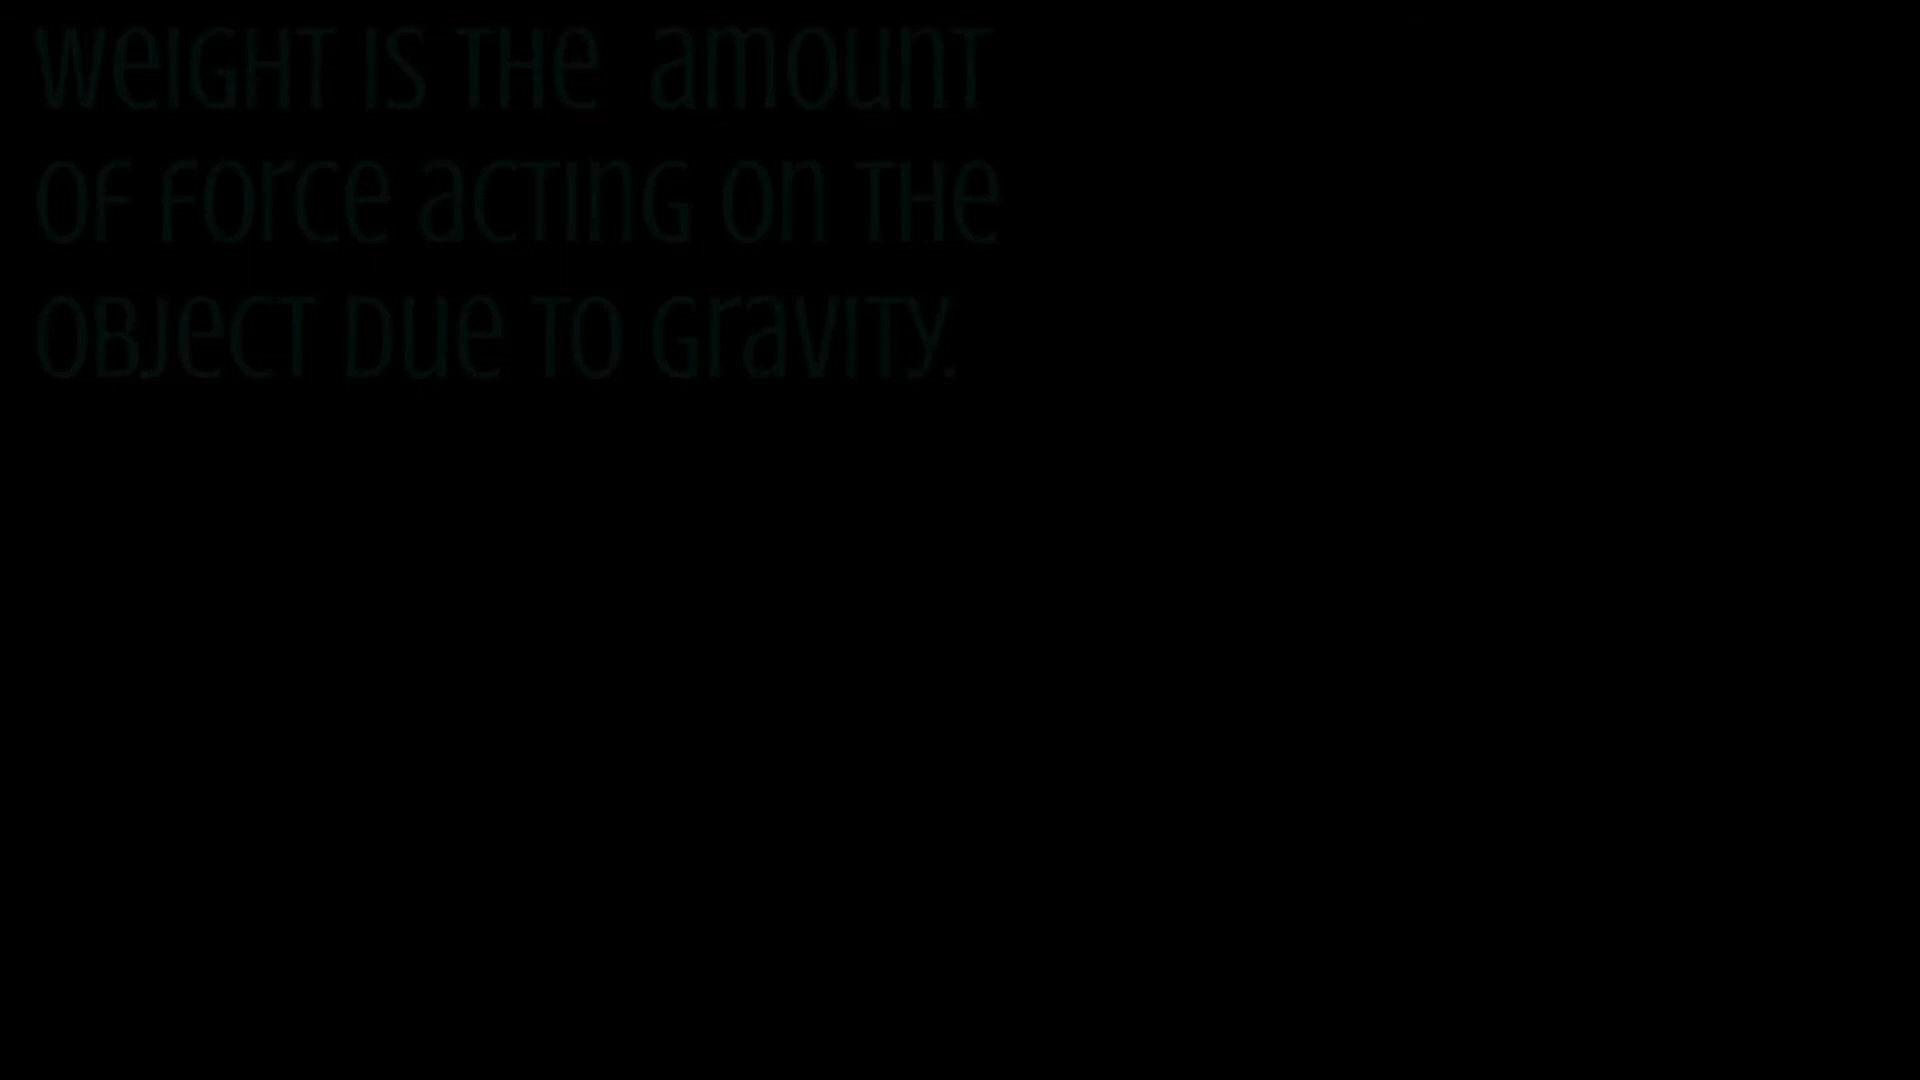 Weight is the amount
of force acting on the
object due to gravity.